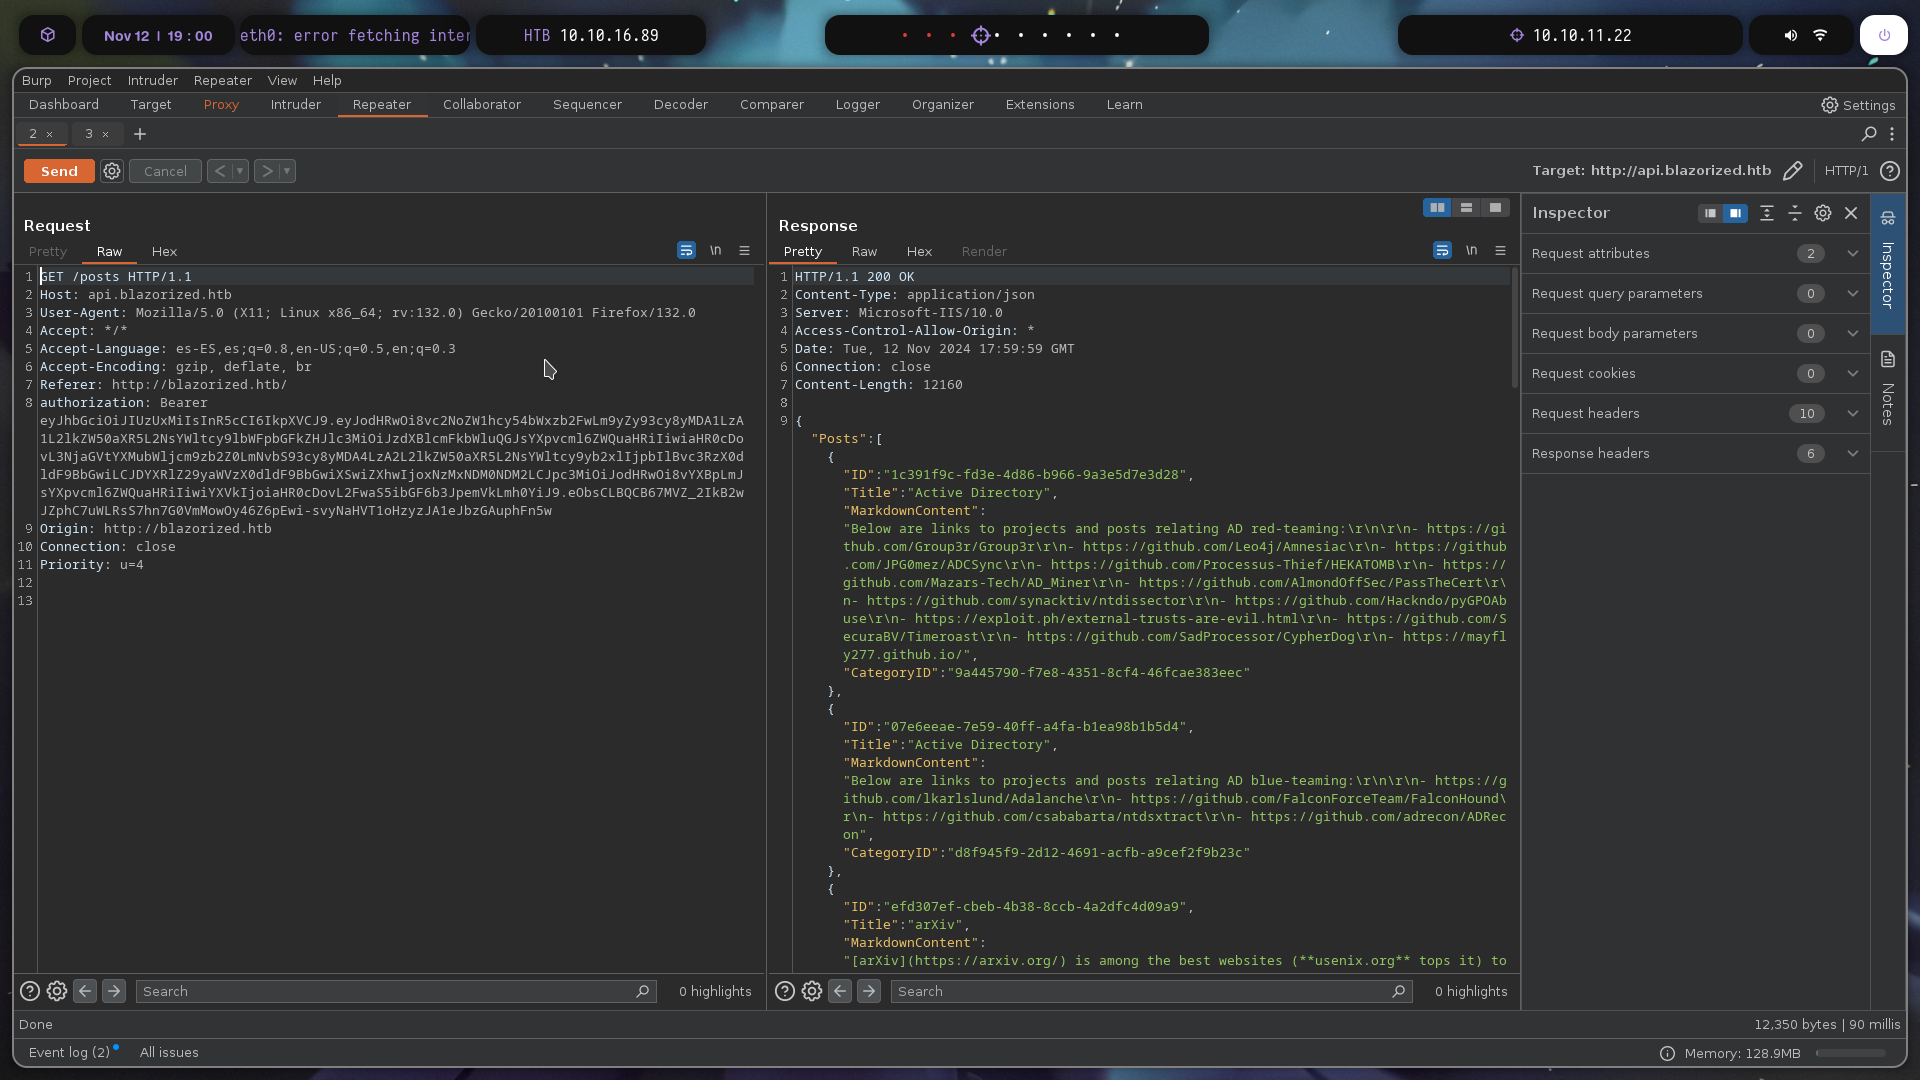 Nov 12 | 19 : 00
eth0: error fetching inter
HTB 10.10.16.89
10.10.11.22
Burp Project Intruder Repeater View Help
Dashboard Target Proxy Intruder Repeater Collaborator Sequencer Decoder Comparer Logger Organizer Extensions Learn Settings
2 × 3 × +
Send Cancel < > Target: http://api.blazorized.htb HTTP/1
Request
Pretty Raw Hex \n
1 GET /posts HTTP/1.1
2 Host: api.blazorized.htb
3 User-Agent: Mozilla/5.0 (X11; Linux x86_64; rv:132.0) Gecko/20100101 Firefox/132.0
4 Accept: */*
5 Accept-Language: es-ES,es;q=0.8,en-US;q=0.5,en;q=0.3
6 Accept-Encoding: gzip, deflate, br
7 Referer: http://blazorized.htb/
8 authorization: Bearer
eyJhbGciOiJIUzUxMiIsInR5cCI6IkpXVCJ9.eyJodHRwOi8vc2NoZW1hcy54bWxzb2FwLm9yZy93cy8yMDA1LzA
1L2lkZW50aXR5L2NsYWltcy9lbWFpbGFkZHJlc3MiOiJzdXBlcmFkbWluQGJsYXpvcml6ZWQuaHRiIiwiaHR0cDo
vL3NjaGVtYXMubWljcm9zb2Z0LmNvbS93cy8yMDA4LzA2L2lkZW50aXR5L2NsYWltcy9yb2xlIjpbIlBvc3RzX0d
ldF9BbGwiLCJDYXRlZ29yaWVzX0dldF9BbGwiXSwiZXhwIjoxNzMxNDM0NDM2LCJpc3MiOiJodHRwOi8vYXBpLmJ
sYXpvcml6ZWQuaHRiIiwiYXVkIjoiaHR0cDovL2FwaS5ibGF6b3JpemVkLmh0YiJ9.eObsCLBQCB67MVZ_2IkB2w
JZphC7uWLRsS7hn7G0VmMowOy46Z6pEwi-svyNaHVT1oHzyzJA1eJbzGAuphFn5w
9 Origin: http://blazorized.htb
10 Connection: close
11 Priority: u=4
12
13
Search 0 highlights
Response
Pretty Raw Hex Render \n
1 HTTP/1.1 200 OK
2 Content-Type: application/json
3 Server: Microsoft-IIS/10.0
4 Access-Control-Allow-Origin: *
5 Date: Tue, 12 Nov 2024 17:59:59 GMT
6 Connection: close
7 Content-Length: 12160
8
9 {
"Posts":[
{
"ID":"1c391f9c-fd3e-4d86-b966-9a3e5d7e3d28",
"Title":"Active Directory",
"MarkdownContent":
"Below are links to projects and posts relating AD red-teaming:\r\n\r\n- https://gi
thub.com/Group3r/Group3r\r\n- https://github.com/Leo4j/Amnesiac\r\n- https://github
.com/JPG0mez/ADCSync\r\n- https://github.com/Processus-Thief/HEKATOMB\r\n- https://
github.com/Mazars-Tech/AD_Miner\r\n- https://github.com/AlmondOffSec/PassTheCert\r\
n- https://github.com/synacktiv/ntdissector\r\n- https://github.com/Hackndo/pyGPOAb
use\r\n- https://exploit.ph/external-trusts-are-evil.html\r\n- https://github.com/S
ecuraBV/Timeroast\r\n- https://github.com/SadProcessor/CypherDog\r\n- https://mayfl
y277.github.io/",
"CategoryID":"9a445790-f7e8-4351-8cf4-46fcae383eec"
},
{
"ID":"07e6eeae-7e59-40ff-a4fa-b1ea98b1b5d4",
"Title":"Active Directory",
"MarkdownContent":
"Below are links to projects and posts relating AD blue-teaming:\r\n\r\n- https://g
ithub.com/lkarlslund/Adalanche\r\n- https://github.com/FalconForceTeam/FalconHound\
r\n- https://github.com/csababarta/ntdsxtract\r\n- https://github.com/adrecon/ADRec
on",
"CategoryID":"d8f945f9-2d12-4691-acfb-a9cef2f9b23c"
},
{
"ID":"efd307ef-cbeb-4b38-8ccb-4a2dfc4d09a9",
"Title":"arXiv",
"MarkdownContent":
"[arXiv](https://arxiv.org/) is among the best websites (**usenix.org** tops it) to
Search 0 highlights
Inspector
Request attributes 2
Request query parameters 0
Request body parameters 0
Request cookies 0
Request headers 10
Response headers 6
Inspector
Notes
Done
12,350 bytes | 90 millis
Event log (2) All issues
Memory: 128.9MB